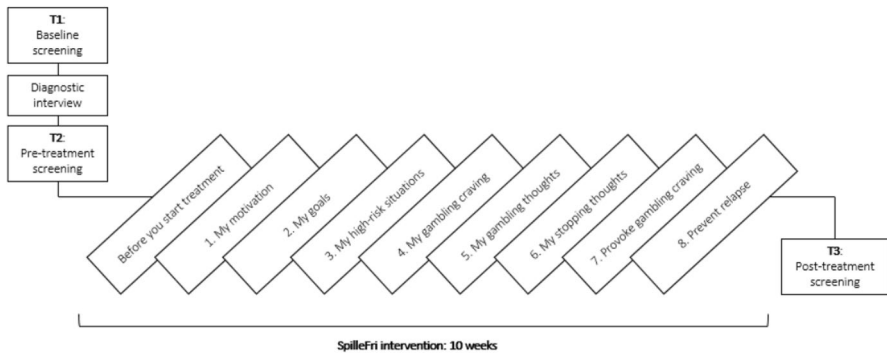 T1:
Baseline
screening
Diagnostic
interview
T2:
Pre-treatment
screening
Before you start treatment
1. My motivation
2. My goals
3. My high-risk situations
4. My gambling craving
5. My gambling thoughts
6. My stopping thoughts
7. Provoke gambling craving
8. Prevent relapse
T3:
Post-treatment
screening
SpilleFri intervention: 10 weeks